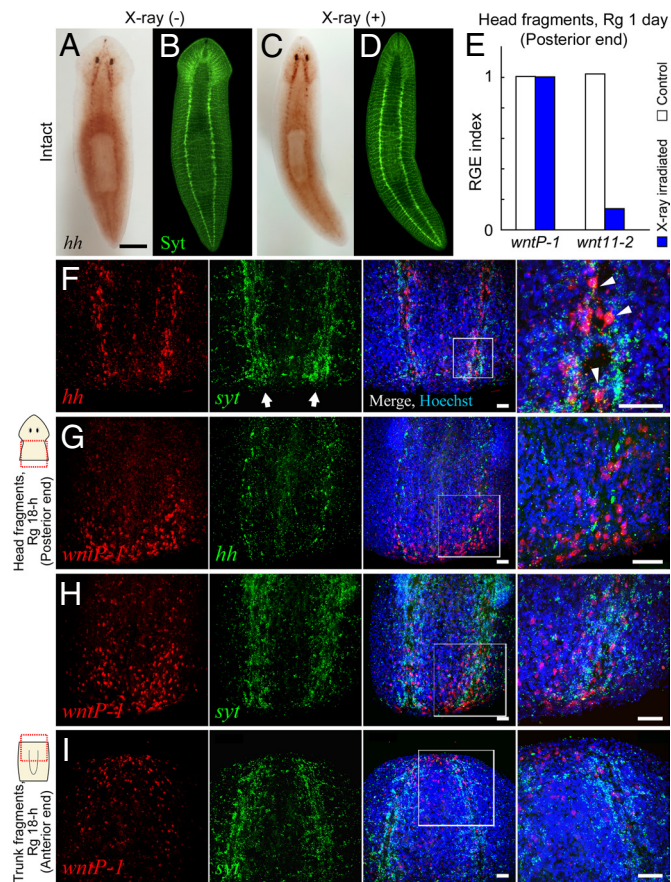 X-ray (-)
X-ray (+)
Head fragments, Rg 1 day
(Posterior end)
A
B
C
D
E
Intact
hh
Syt
1
0
RGE index
wntP-1
wnt11-2
Control
X-ray irradiated
F
hh
syt
Merge, Hoechst
Head fragments,
Rg 18-h
(Posterior end)
G
wntP-1
hh
H
wntP-1
syt
Trunk fragments,
Rg 18-h
(Anterior end)
I
wntP-1
syt